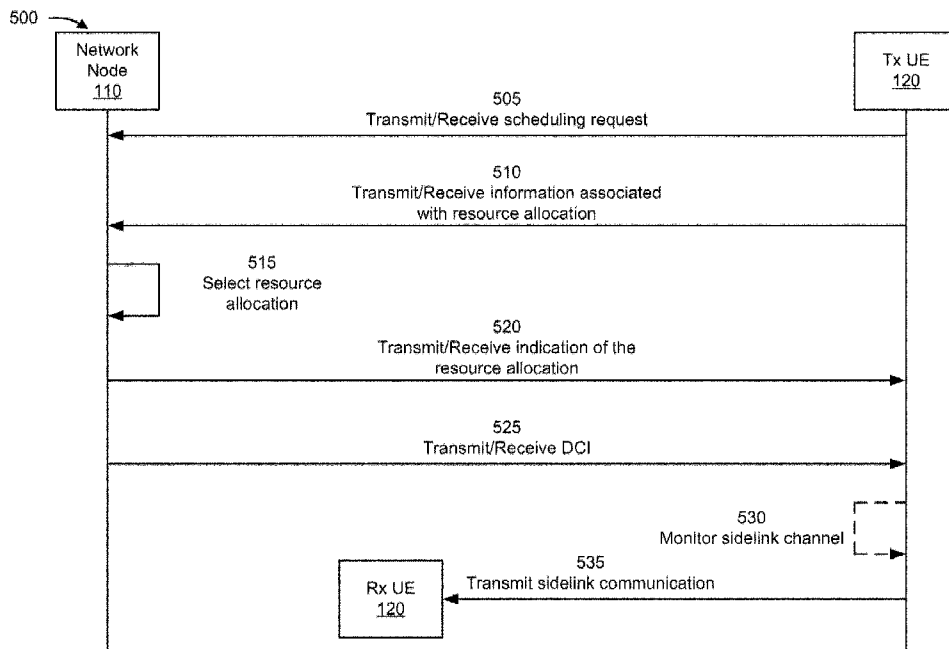 500
Network
Node
110
Tx UE
120
505
Transmit/Receive scheduling request
510
Transmit/Receive information associated
with resource allocation
515
Select resource
allocation
520
Transmit/Receive indication of the
resource allocation
525
Transmit/Receive DCI
530
Monitor sidelink channel
535
Transmit sidelink communication
Rx UE
120